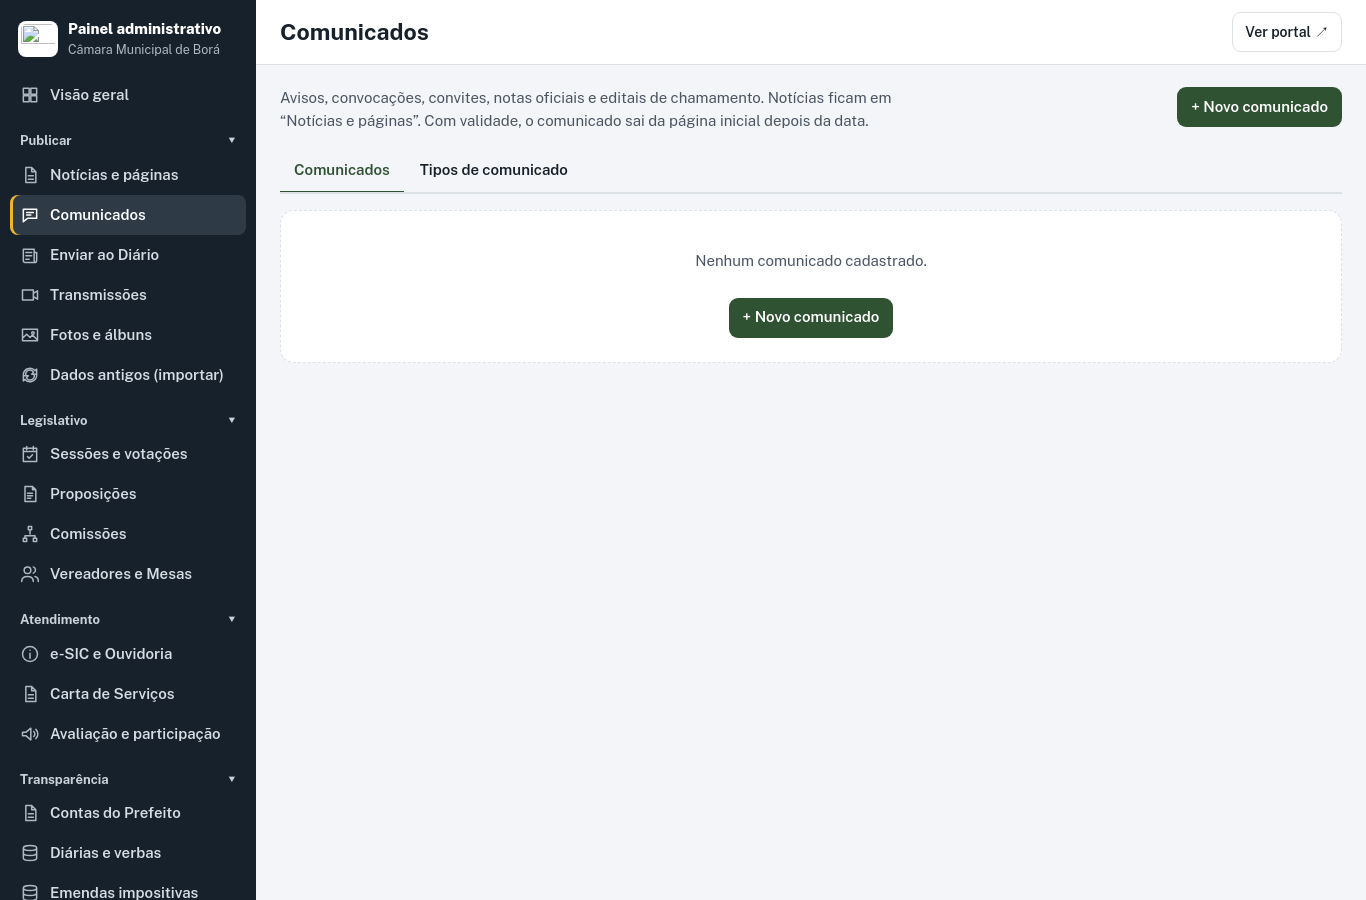 Painel administrativo
Câmara Municipal de Borá
Visão geral
Publicar
Notícias e páginas
Comunicados
Enviar ao Diário
Transmissões
Fotos e álbuns
Dados antigos (importar)
Legislativo
Sessões e votações
Proposições
Comissões
Vereadores e Mesas
Atendimento
e-SIC e Ouvidoria
Carta de Serviços
Avaliação e participação
Transparência
Contas do Prefeito
Diárias e verbas
Emendas impositivas
Comunicados
Ver portal ↗
Avisos, convocações, convites, notas oficiais e editais de chamamento. Notícias ficam em
“Notícias e páginas”. Com validade, o comunicado sai da página inicial depois da data.
+ Novo comunicado
Comunicados
Tipos de comunicado
Nenhum comunicado cadastrado.
+ Novo comunicado